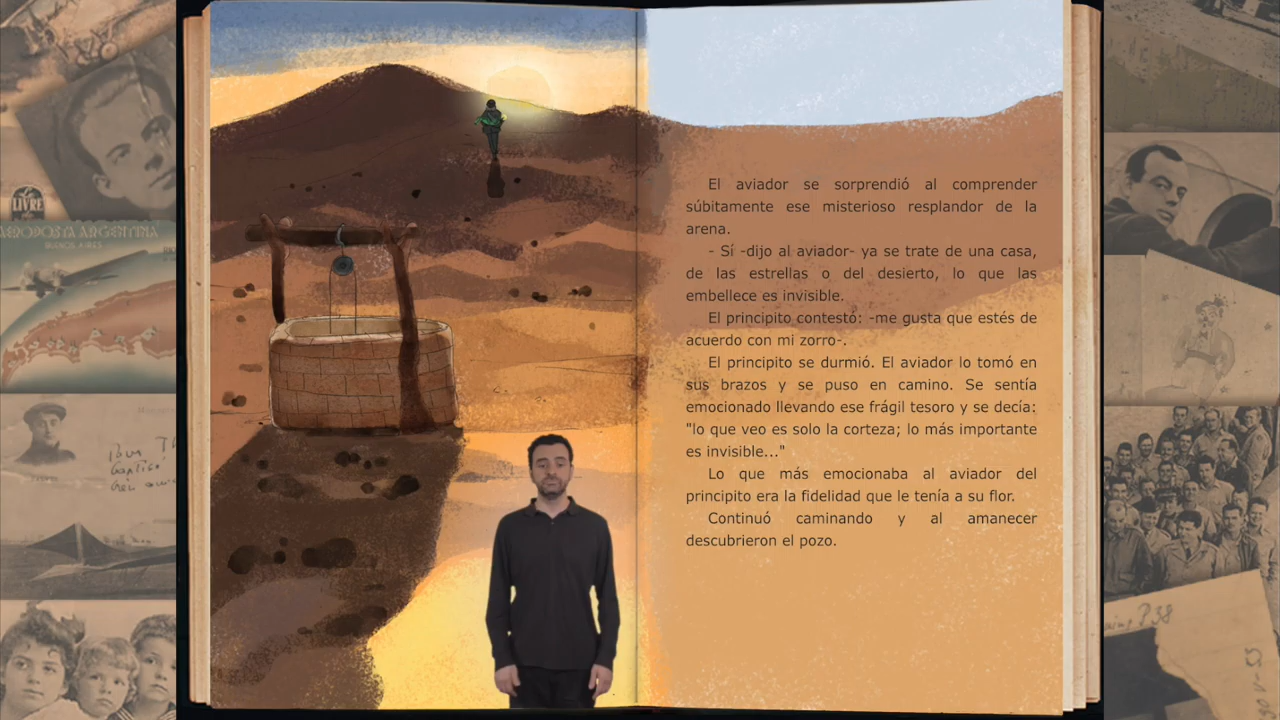 LIVRE
AEROPOSTA ARGENTINA
BUENOS AIRES
El aviador se sorprendió al comprender
súbitamente ese misterioso resplandor de la
arena.
- Sí -dijo al aviador- ya se trate de una casa,
de las estrellas o del desierto, lo que las
embellece es invisible.
El principito contestó: -me gusta que estés de
acuerdo con mi zorro-.
El principito se durmió. El aviador lo tomó en
sus brazos y se puso en camino. Se sentía
emocionado llevando ese frágil tesoro y se decía:
"lo que veo es solo la corteza; lo más importante
es invisible..."
Lo que más emocionaba al aviador del
principito era la fidelidad que le tenía a su flor.
Continuó caminando y al amanecer
descubrieron el pozo.
P38